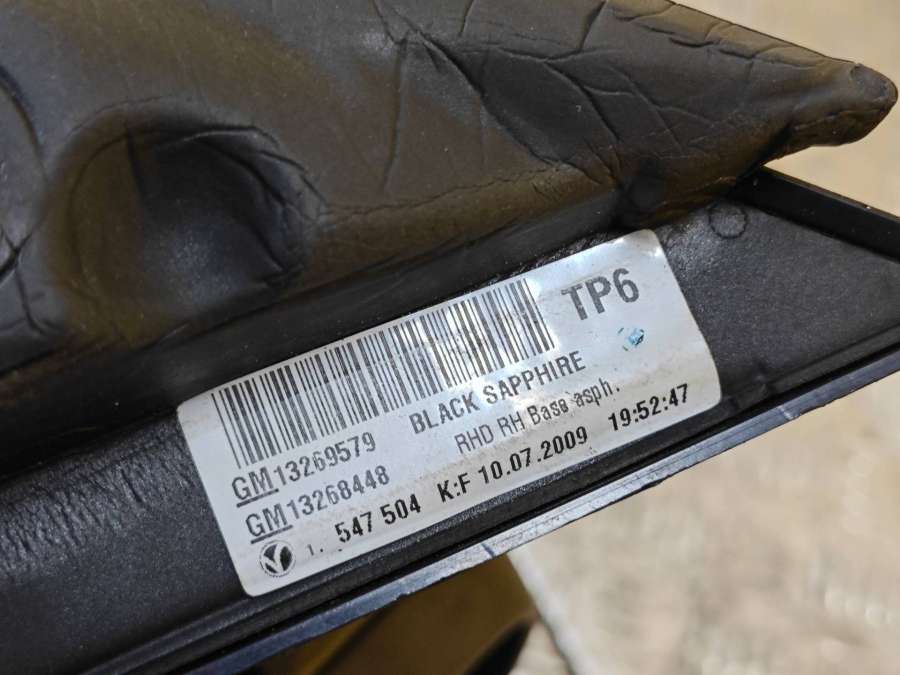 TP6
BLACK SAPPHIRE
GM13269579 RHD RH Base asph.
GM13268448
1. 547 504 K:F 10.07.2009 19:52:47